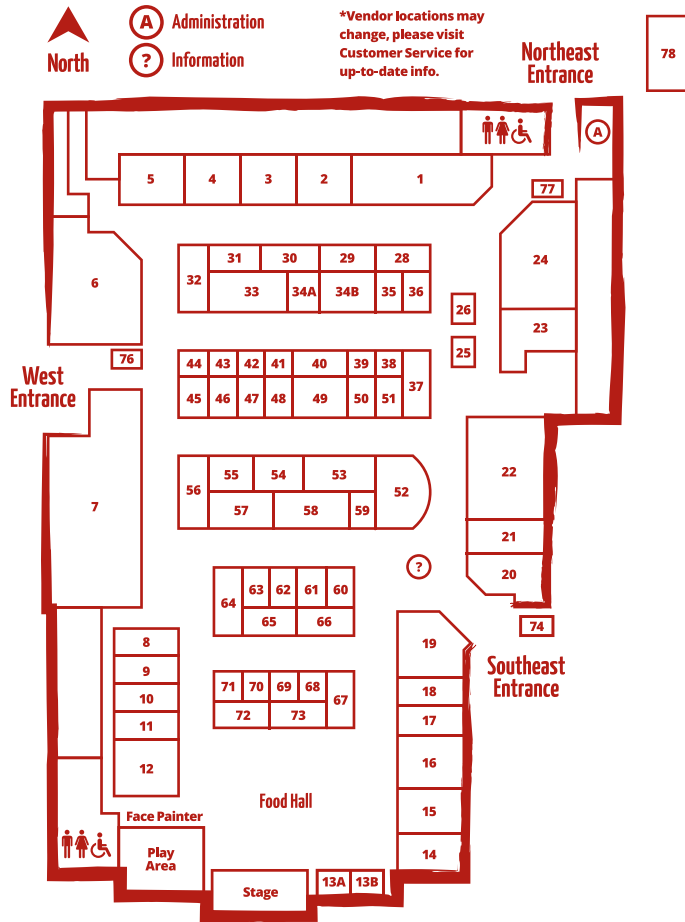 North
A Administration
? Information
*Vendor locations may
change, please visit
Customer Service for
up-to-date info.
Northeast
Entrance
78
A
5 4 3 2 1
77
31 30 29 28
32
33 34A 34B 35 36
24
6
26
23
76
25
44 43 42 41 40 39 38
37
45 46 47 48 49 50 51
West
Entrance
22
55 54 53
56
52
57 58 59
7
21
?
20
63 62 61 60
64
65 66
74
8
19
Southeast
Entrance
9
71 70 69 68
67
18
10
72 73
17
11
16
12
Food Hall
15
Face Painter
Play
Area
14
Stage
13A 13B